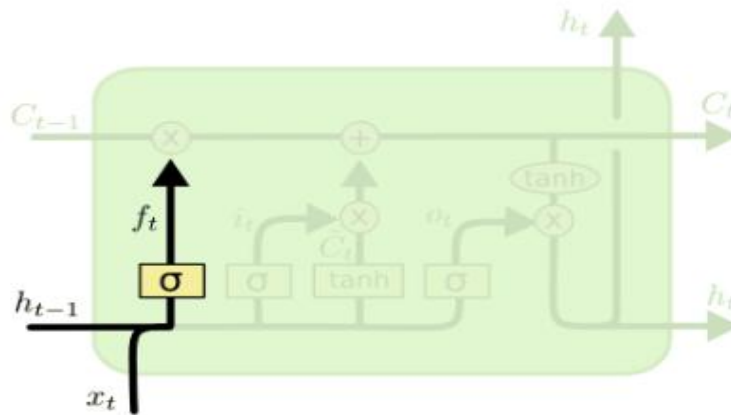 h_t
C_{t-1} × + C_t
tanh
f_t i_t × C̃_t o_t ×
σ σ tanh σ
h_{t-1} h_t
x_t